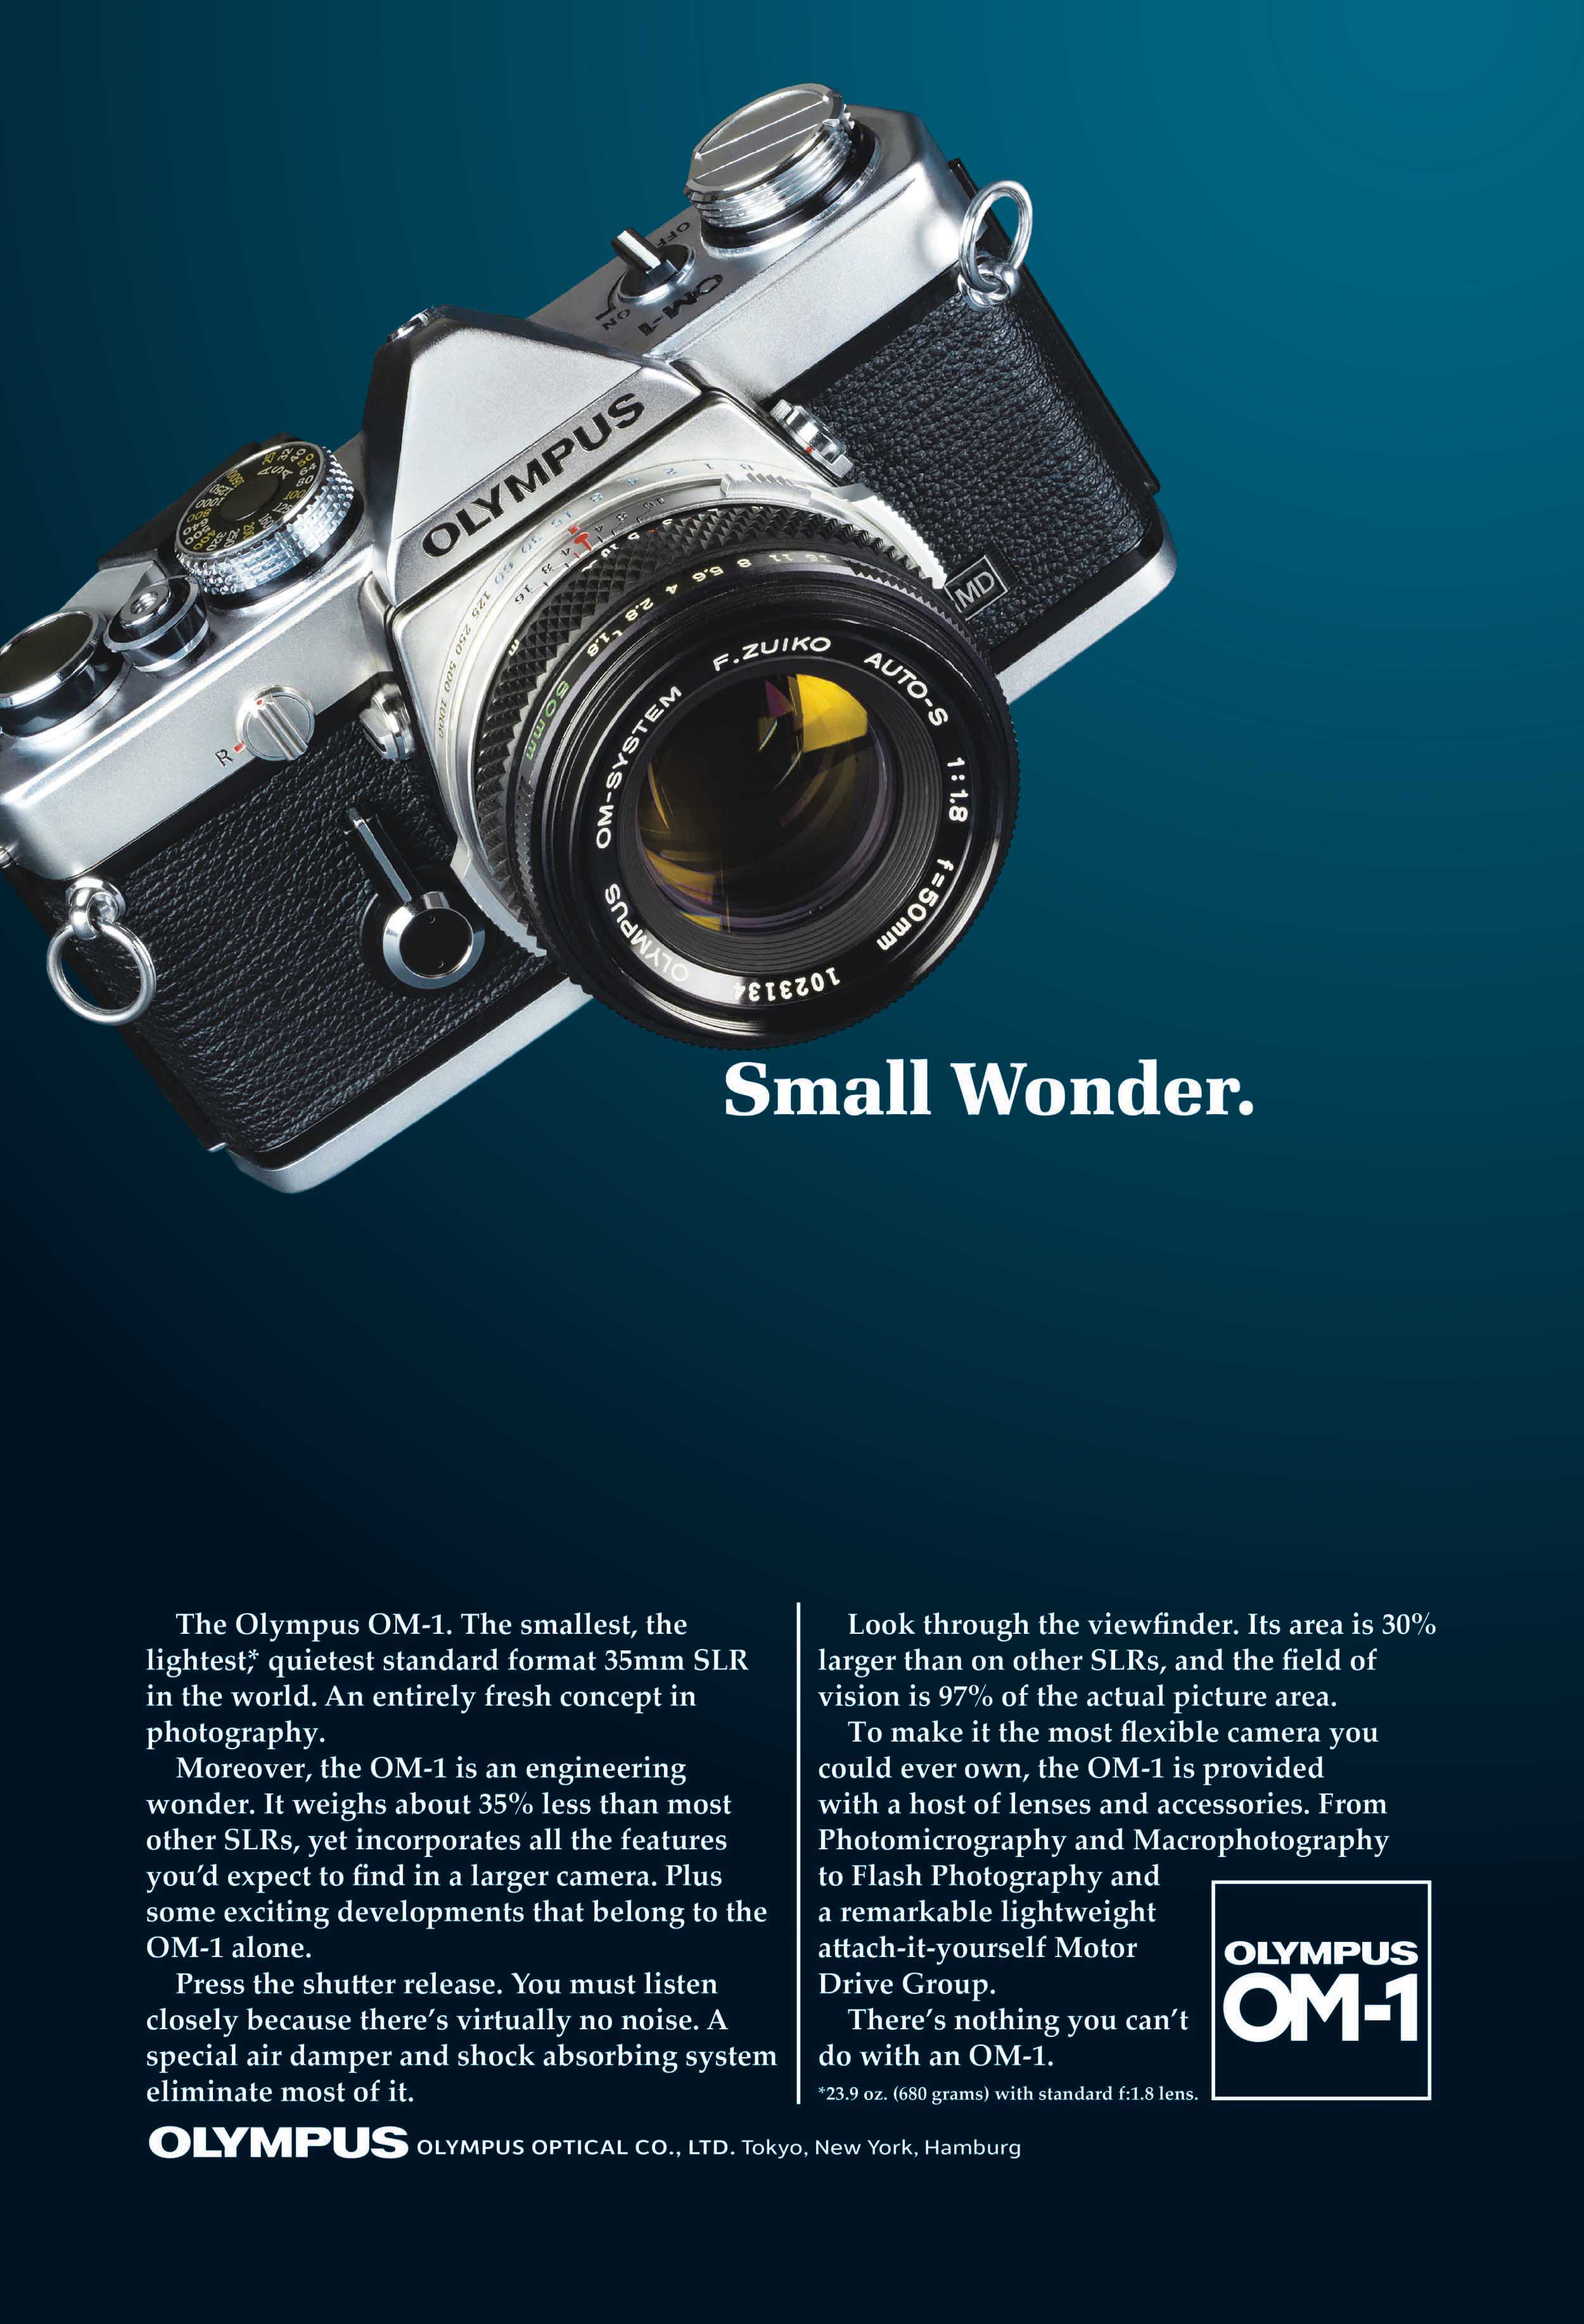 OFF
OM-1
ON
OLYMPUS
MD
R
16 11 8 5.6 4 2.8 1.8
50mm
125 250 500 1000
OLYMPUS OM-SYSTEM F.ZUIKO AUTO-S 1:1.8 f=50mm
1023134
Small Wonder.
The Olympus OM-1. The smallest, the
lightest,* quietest standard format 35mm SLR
in the world. An entirely fresh concept in
photography.
Moreover, the OM-1 is an engineering
wonder. It weighs about 35% less than most
other SLRs, yet incorporates all the features
you’d expect to find in a larger camera. Plus
some exciting developments that belong to the
OM-1 alone.
Press the shutter release. You must listen
closely because there’s virtually no noise. A
special air damper and shock absorbing system
eliminate most of it.
Look through the viewfinder. Its area is 30%
larger than on other SLRs, and the field of
vision is 97% of the actual picture area.
To make it the most flexible camera you
could ever own, the OM-1 is provided
with a host of lenses and accessories. From
Photomicrography and Macrophotography
to Flash Photography and
a remarkable lightweight
attach-it-yourself Motor
Drive Group.
There’s nothing you can’t
do with an OM-1.
*23.9 oz. (680 grams) with standard f:1.8 lens.
OLYMPUS
OM-1
OLYMPUS OLYMPUS OPTICAL CO., LTD. Tokyo, New York, Hamburg